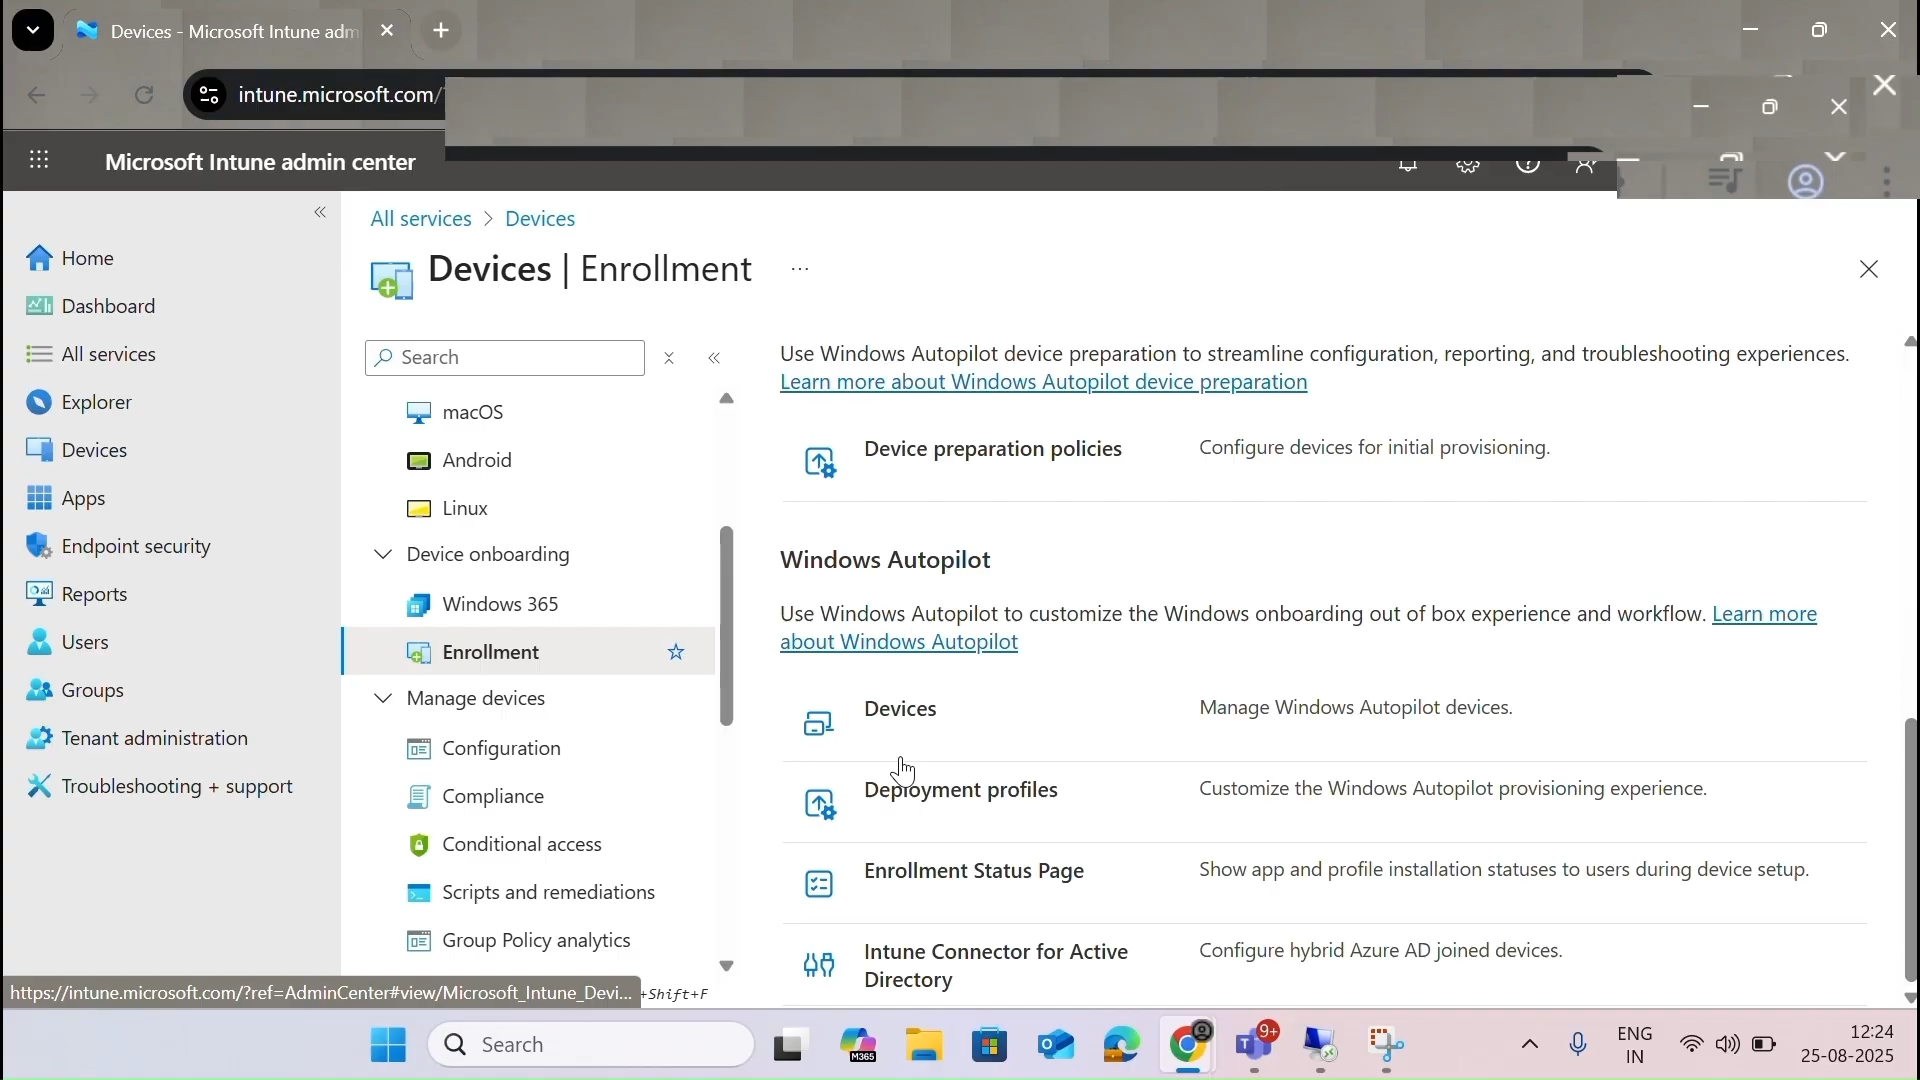 Devices - Microsoft Intune adm
intune.microsoft.com/
Microsoft Intune admin center
All services > Devices
Devices | Enrollment ...
Home
Dashboard
All services
Explorer
Devices
Apps
Endpoint security
Reports
Users
Groups
Tenant administration
Troubleshooting + support
Search
macOS
Android
Linux
Device onboarding
Windows 365
Enrollment
Manage devices
Configuration
Compliance
Conditional access
Scripts and remediations
Group Policy analytics
Use Windows Autopilot device preparation to streamline configuration, reporting, and troubleshooting experiences.
Learn more about Windows Autopilot device preparation
Device preparation policies Configure devices for initial provisioning.
Windows Autopilot
Use Windows Autopilot to customize the Windows onboarding out of box experience and workflow. Learn more
about Windows Autopilot
Devices Manage Windows Autopilot devices.
Deployment profiles Customize the Windows Autopilot provisioning experience.
Enrollment Status Page Show app and profile installation statuses to users during device setup.
Intune Connector for Active Configure hybrid Azure AD joined devices.
Directory
https://intune.microsoft.com/?ref=AdminCenter#view/Microsoft_Intune_Devi... +Shift+F
Search
M365
9+
ENG
IN
12:24
25-08-2025